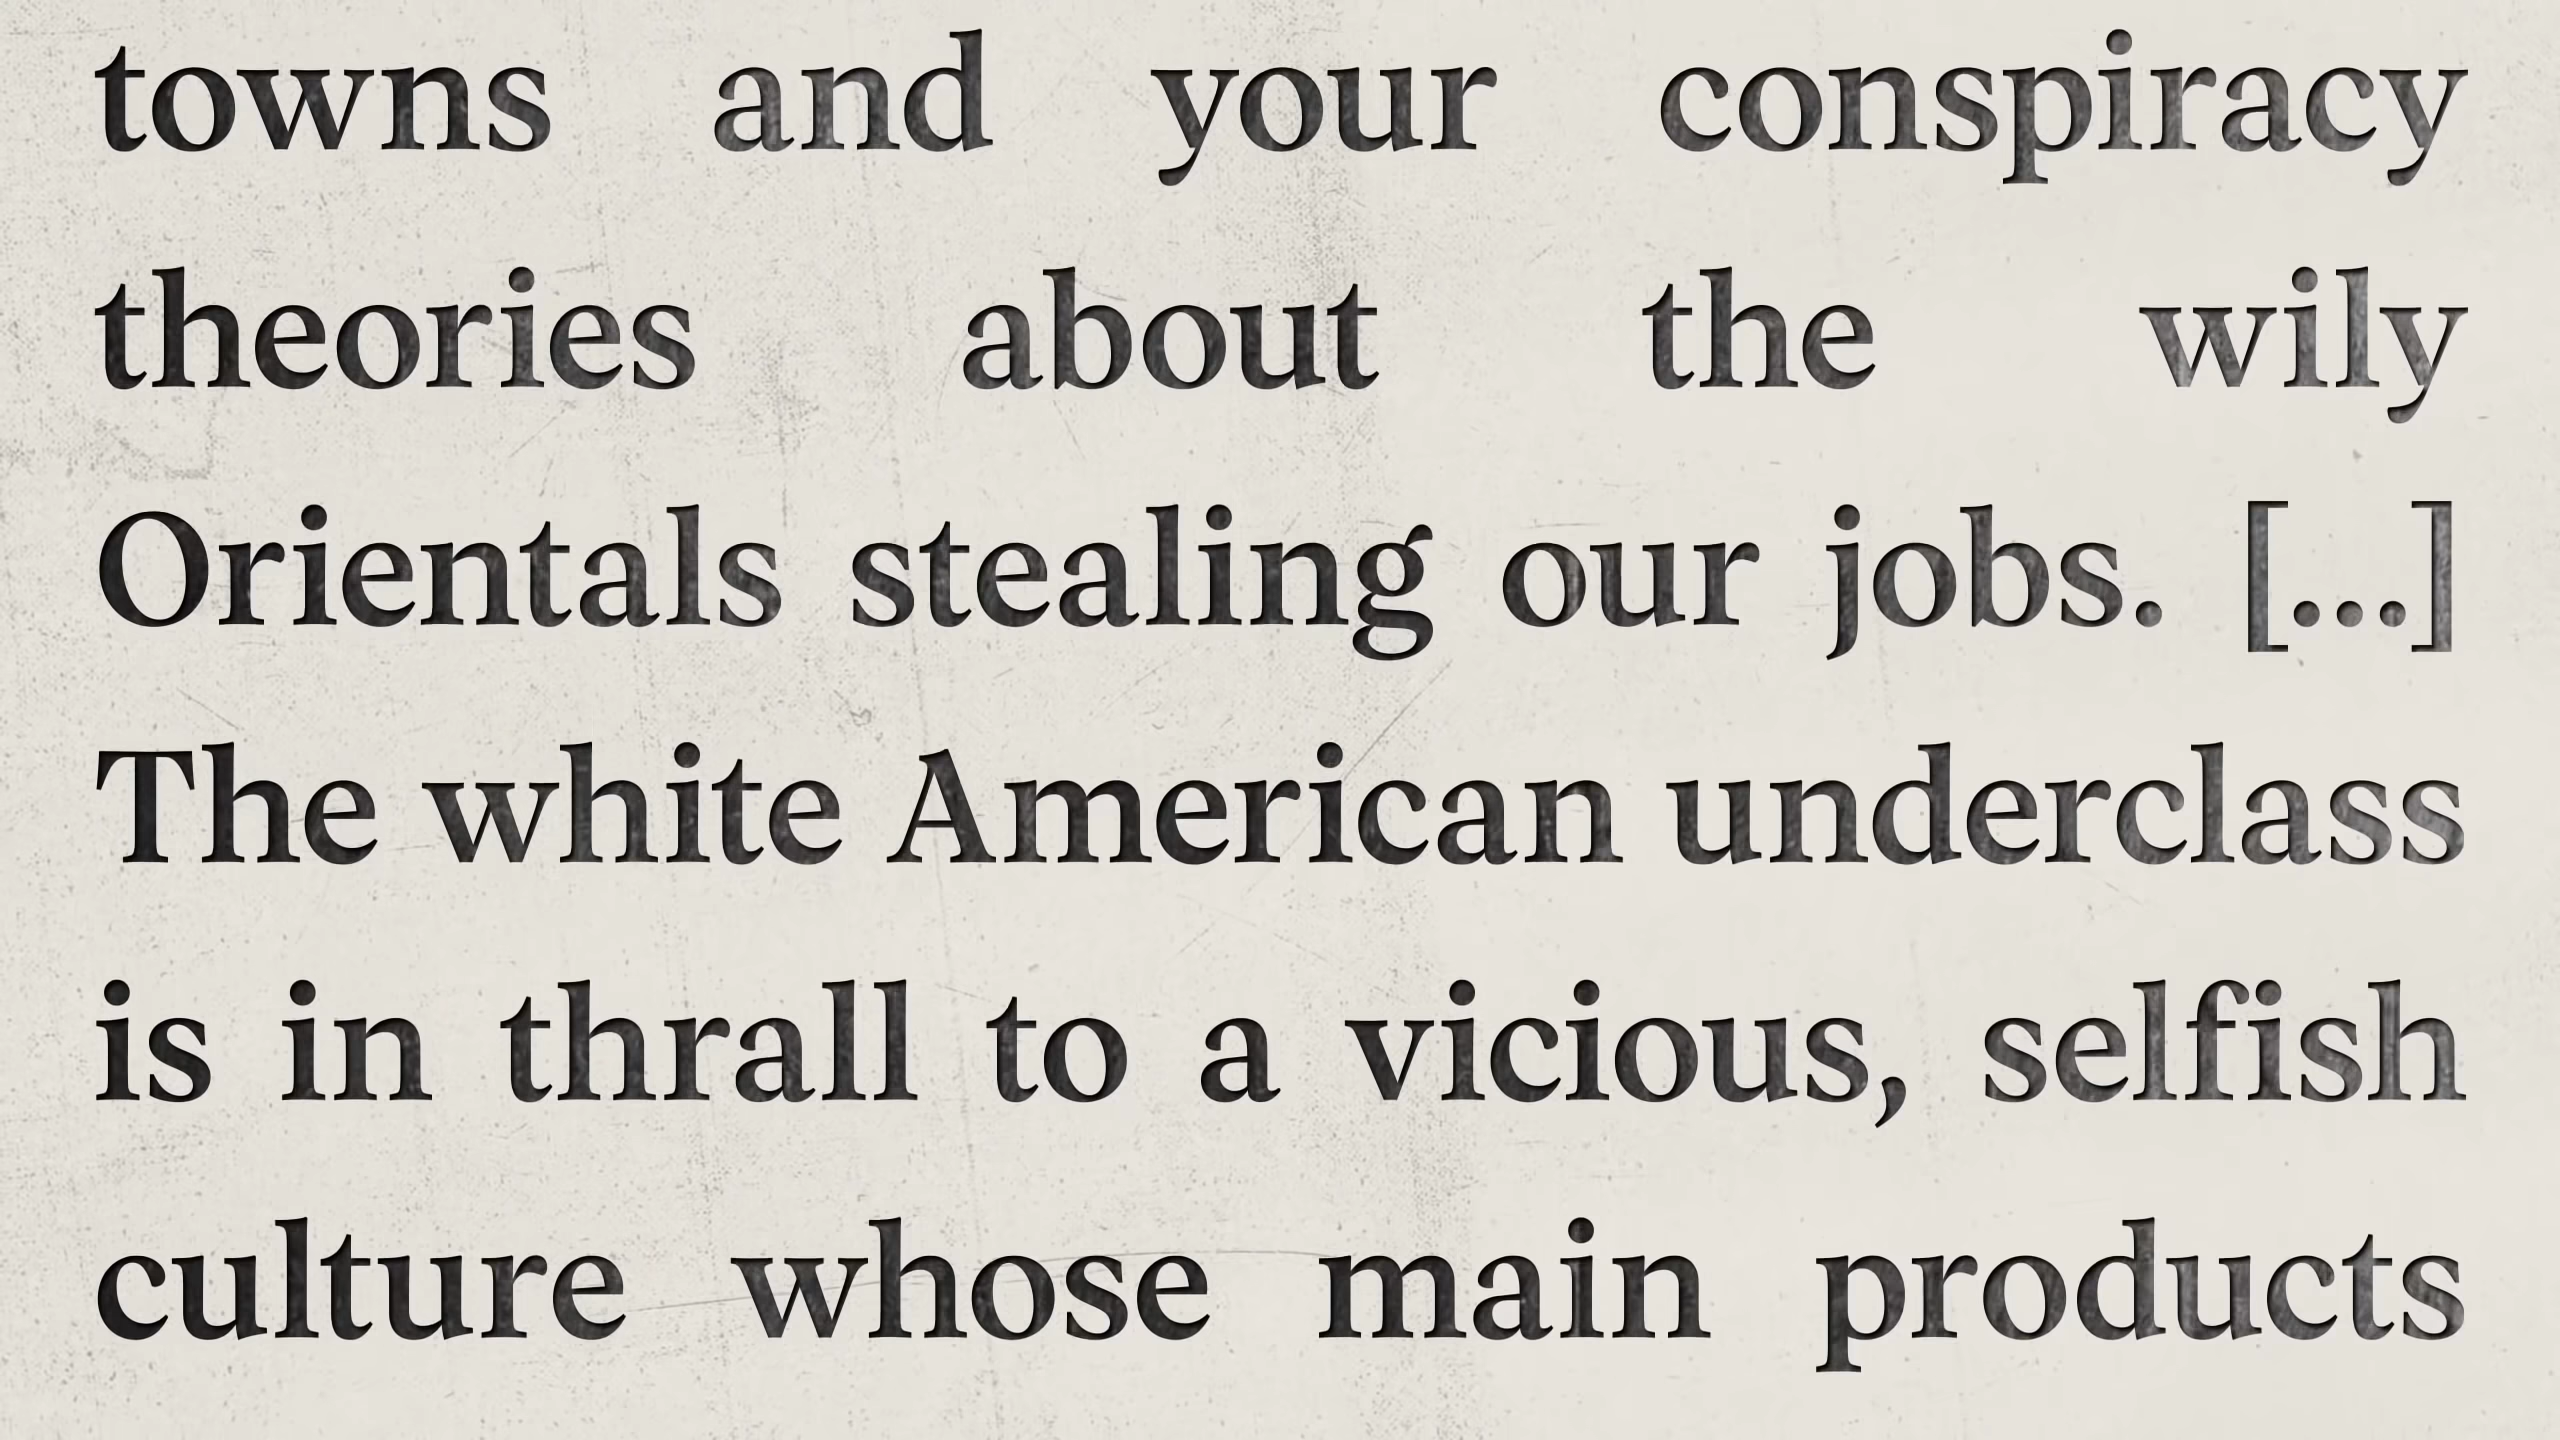 towns and your conspiracy
theories about the wily
Orientals stealing our jobs. [...]
The white American underclass
is in thrall to a vicious, selfish
culture whose main products